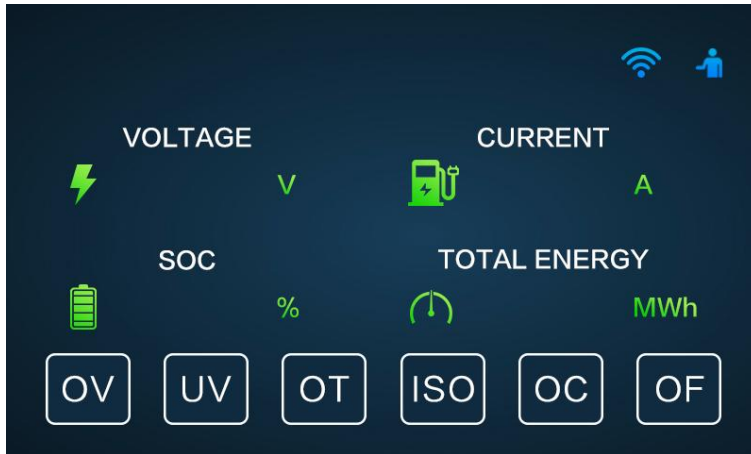 VOLTAGE CURRENT
V A
SOC TOTAL ENERGY
% MWh
OV UV OT ISO OC OF